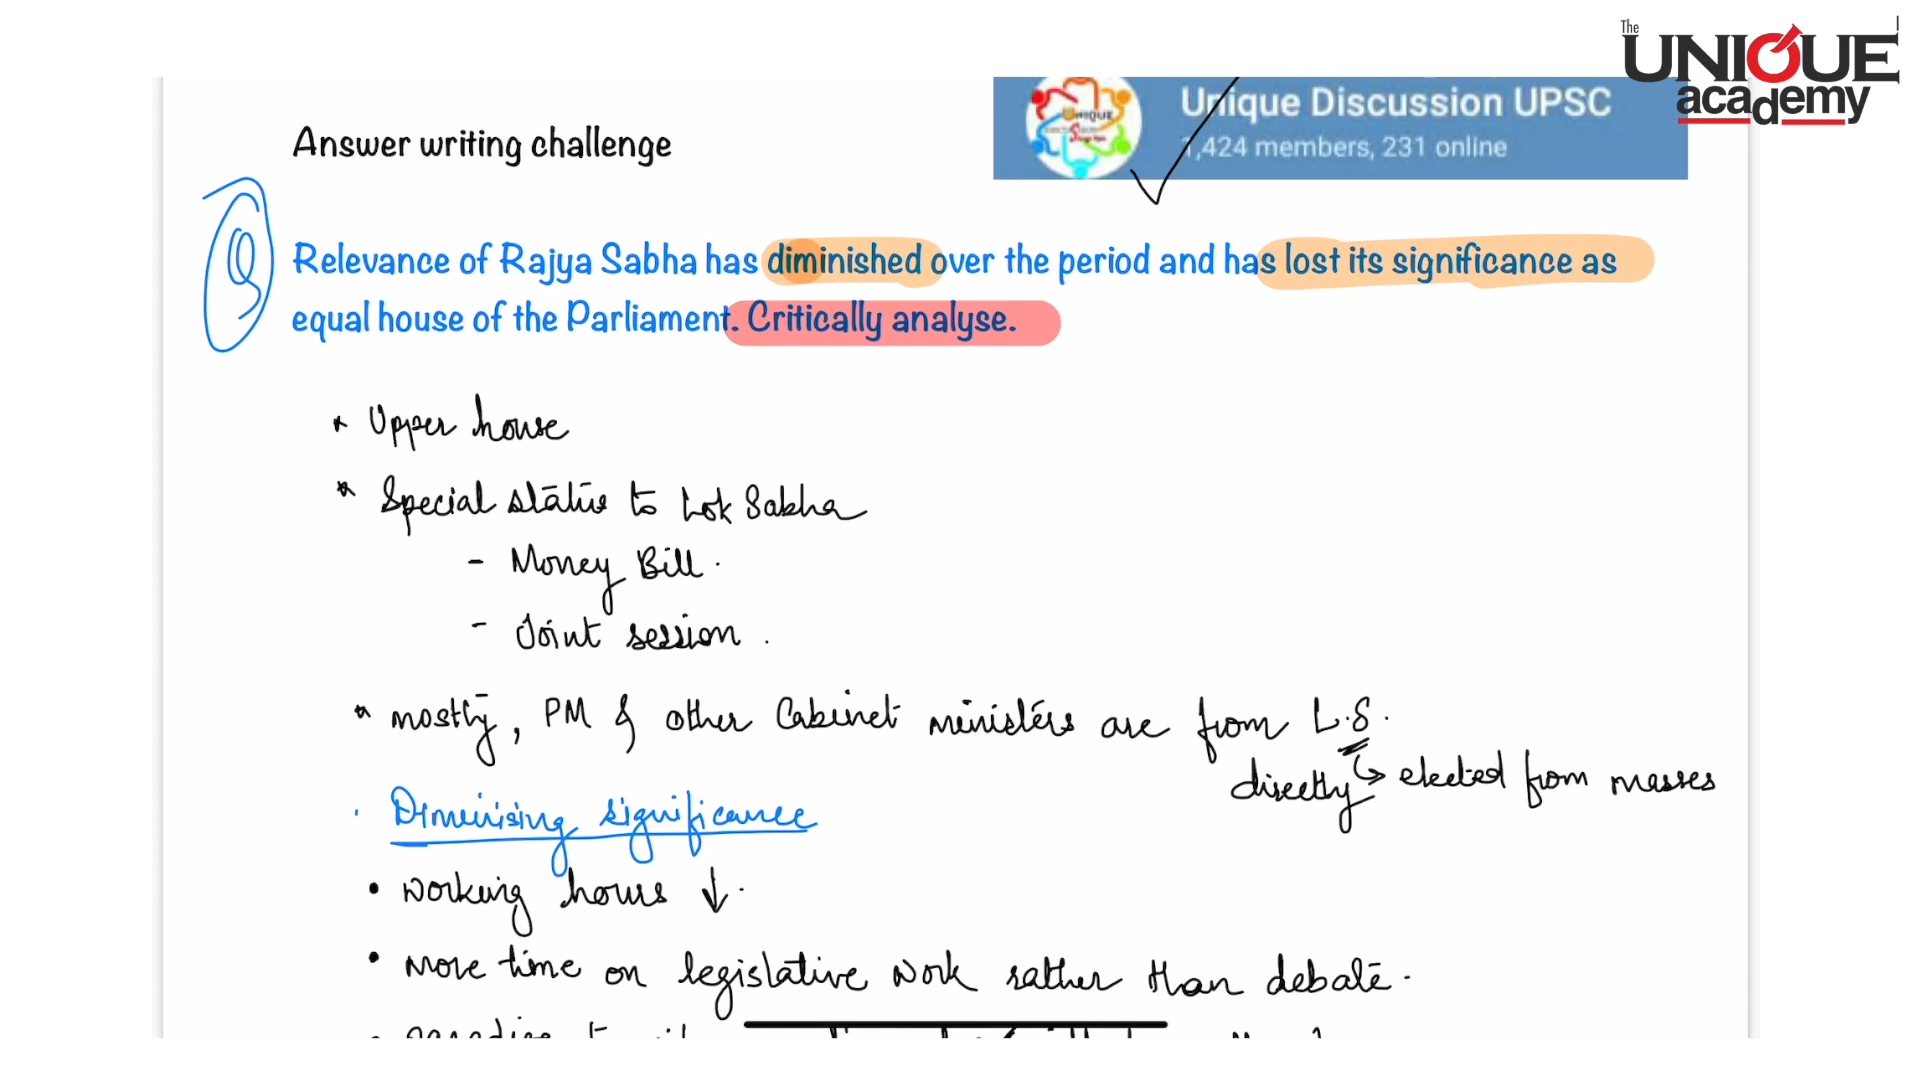 The
UNIQUE
academy
Unique Discussion UPSC
1,424 members, 231 online
Answer writing challenge
Q
Relevance of Rajya Sabha has diminished over the period and has lost its significance as
equal house of the Parliament. Critically analyse.
* Upper house
* Special status to Lok Sabha
- Money Bill.
- Joint session.
* mostly, PM & other Cabinet ministers are from L.S.
directly elected from masses
Diminising significance
• working hours ↓.
• more time on legislative work rather than debate.